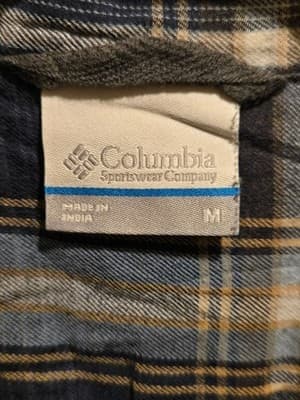 Columbia
Sportswear Company
MADE IN
INDIA
M